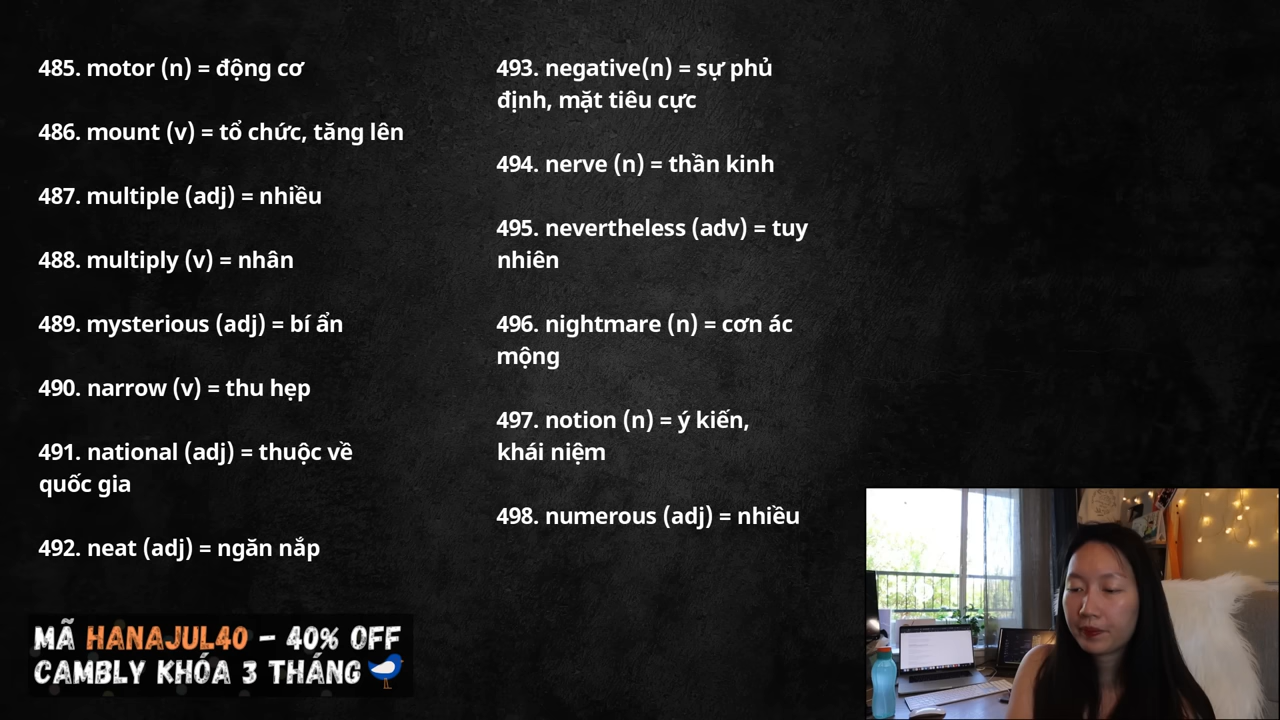 485. motor (n) = động cơ
486. mount (v) = tổ chức, tăng lên
487. multiple (adj) = nhiều
488. multiply (v) = nhân
489. mysterious (adj) = bí ẩn
490. narrow (v) = thu hẹp
491. national (adj) = thuộc về
quốc gia
492. neat (adj) = ngăn nắp
493. negative(n) = sự phủ
định, mặt tiêu cực
494. nerve (n) = thần kinh
495. nevertheless (adv) = tuy
nhiên
496. nightmare (n) = cơn ác
mộng
497. notion (n) = ý kiến,
khái niệm
498. numerous (adj) = nhiều
MÃ HANAJUL40 – 40% OFF
CAMBLY KHÓA 3 THÁNG